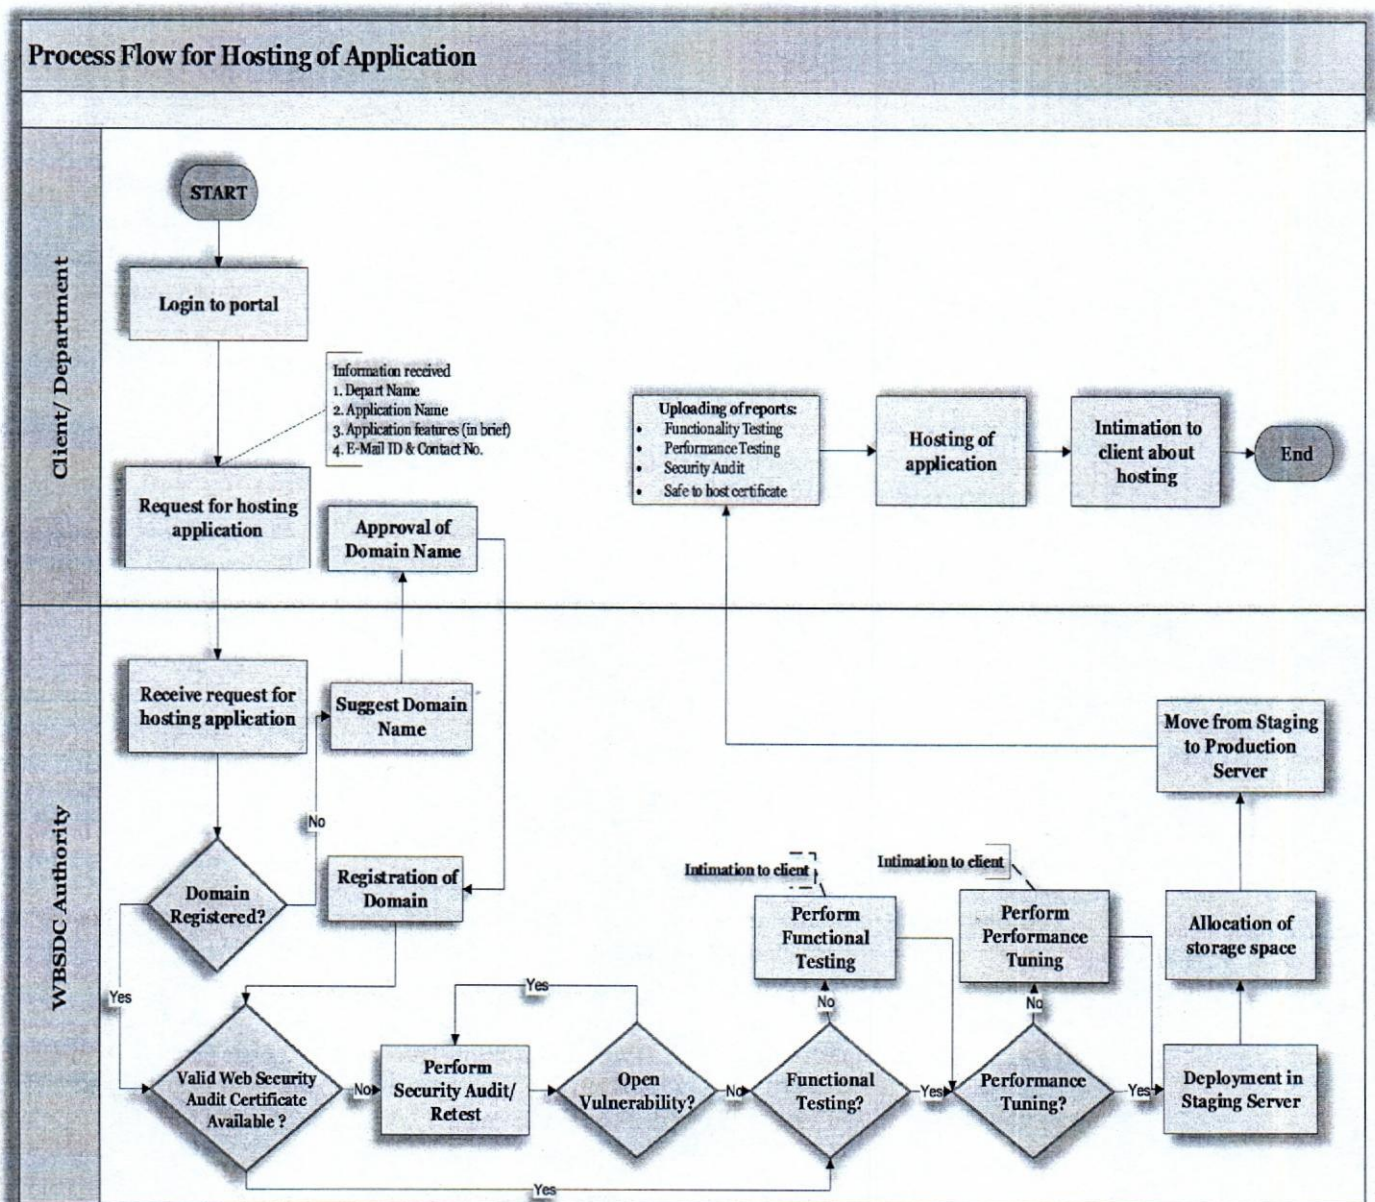 Process Flow for Hosting of Application
Client/ Department
START
Login to portal
Information received
1. Depart Name
2. Application Name
3. Application features (in brief)
4. E-Mail ID & Contact No.
Request for hosting
application
Approval of
Domain Name
Uploading of reports:
• Functionality Testing
• Performance Testing
• Security Audit
• Safe to host certificate
Hosting of
application
Intimation to
client about
hosting
End
WBSDC Authority
Receive request for
hosting application
Suggest Domain
Name
Move from Staging
to Production
Server
No
Domain
Registered?
Registration of
Domain
Intimation to client
Perform
Functional
Testing
Intimation to client
Perform
Performance
Tuning
Allocation of
storage space
Yes
Yes
No
No
Valid Web Security
Audit Certificate
Available ?
No
Perform
Security Audit/
Retest
Open
Vulnerability?
No
Functional
Testing?
Yes
Performance
Tuning?
Yes
Deployment in
Staging Server
Yes